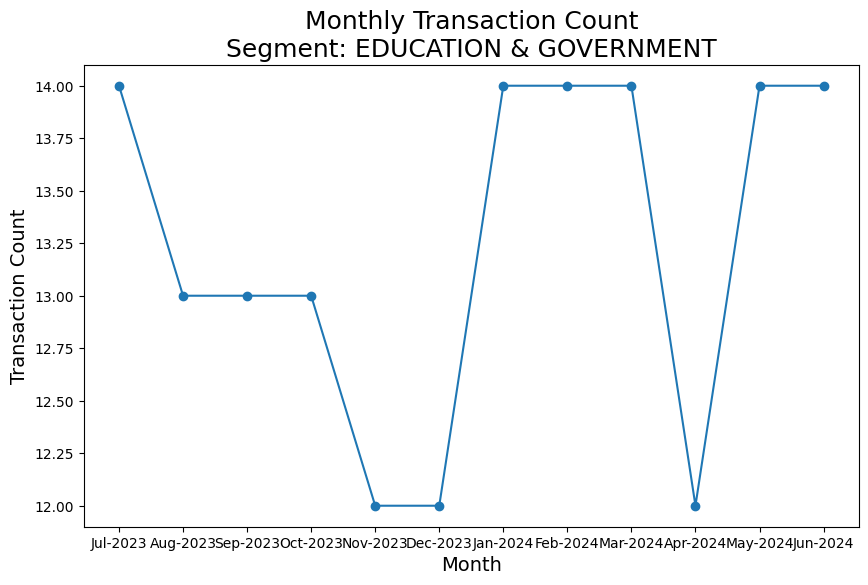 Monthly Transaction Count
Segment: EDUCATION & GOVERNMENT
14.00
13.75
13.50
13.25
13.00
12.75
12.50
12.25
12.00
Transaction Count
Jul-2023 Aug-2023 Sep-2023 Oct-2023 Nov-2023 Dec-2023 Jan-2024 Feb-2024 Mar-2024 Apr-2024 May-2024 Jun-2024
Month